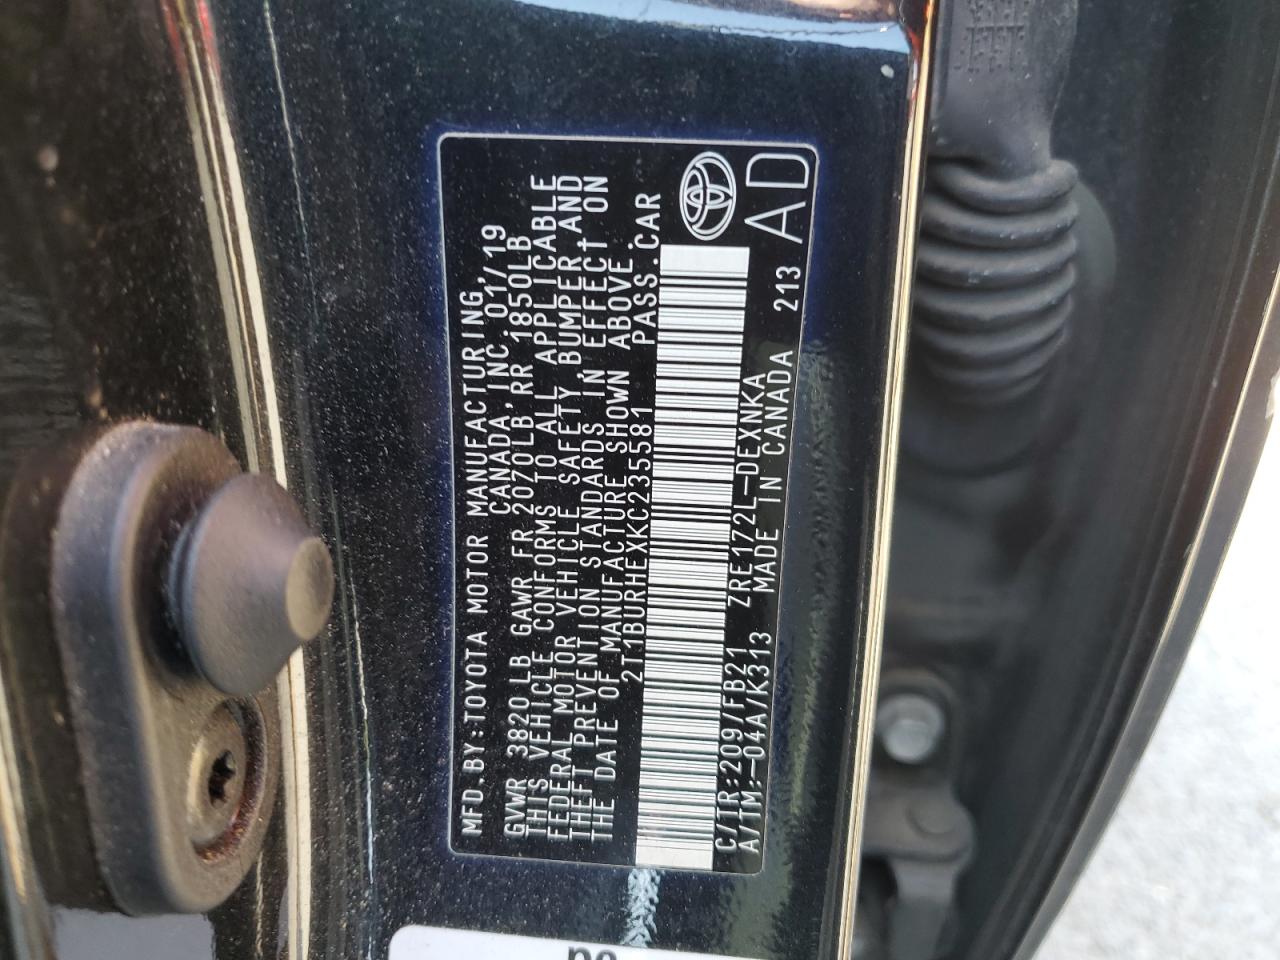 MFD.BY:TOYOTA MOTOR MANUFACTURING,
CANADA,INC. 01/19
GVWR 3820LB GAWR FR 2070LB,RR 1850LB
THIS VEHICLE CONFORMS TO ALL APPLICABLE
FEDERAL MOTOR VEHICLE SAFETY,BUMPER,AND
THEFT PREVENTION STANDARDS IN EFFECT ON
THE DATE OF MANUFACTURE SHOWN ABOVE.
2T1BURHEXKC235581 PASS.CAR
C/TR:209/FB21 ZRE172L-DEXNKA
A/TM:-04A/K313 MADE IN CANADA 213
AD